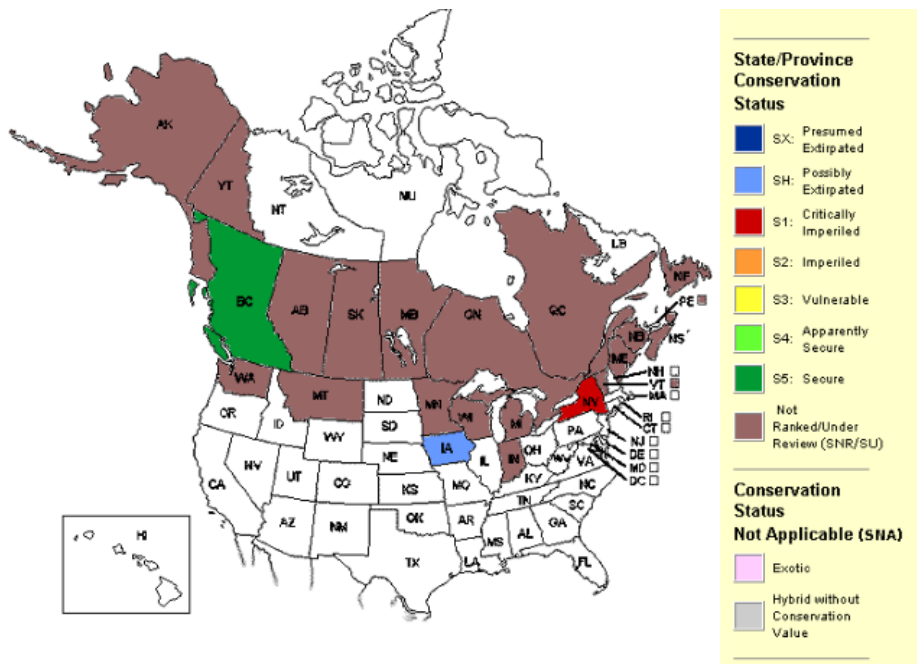 AK
YT
NT
NU
LB
BC
AB
SK
MB
ON
QC
NF
PE
NB
NS
ME
WA
MT
ND
MN
WI
MI
NY
NH
VT
MA
RI
CT
OR
ID
WY
SD
IA
PA
NJ
DE
MD
DC
NV
UT
CO
NE
IL
IN
OH
WV
VA
KY
CA
KS
MO
NC
TN
SC
AZ
NM
OK
AR
MS
AL
GA
TX
LA
FL
HI
State/Province
Conservation
Status
SX: Presumed
Extirpated
SH: Possibly
Extirpated
S1: Critically
Imperiled
S2: Imperiled
S3: Vulnerable
S4: Apparently
Secure
S5: Secure
Not
Ranked/Under
Review (SNR/SU)
Conservation
Status
Not Applicable (SNA)
Exotic
Hybrid without
Conservation
Value